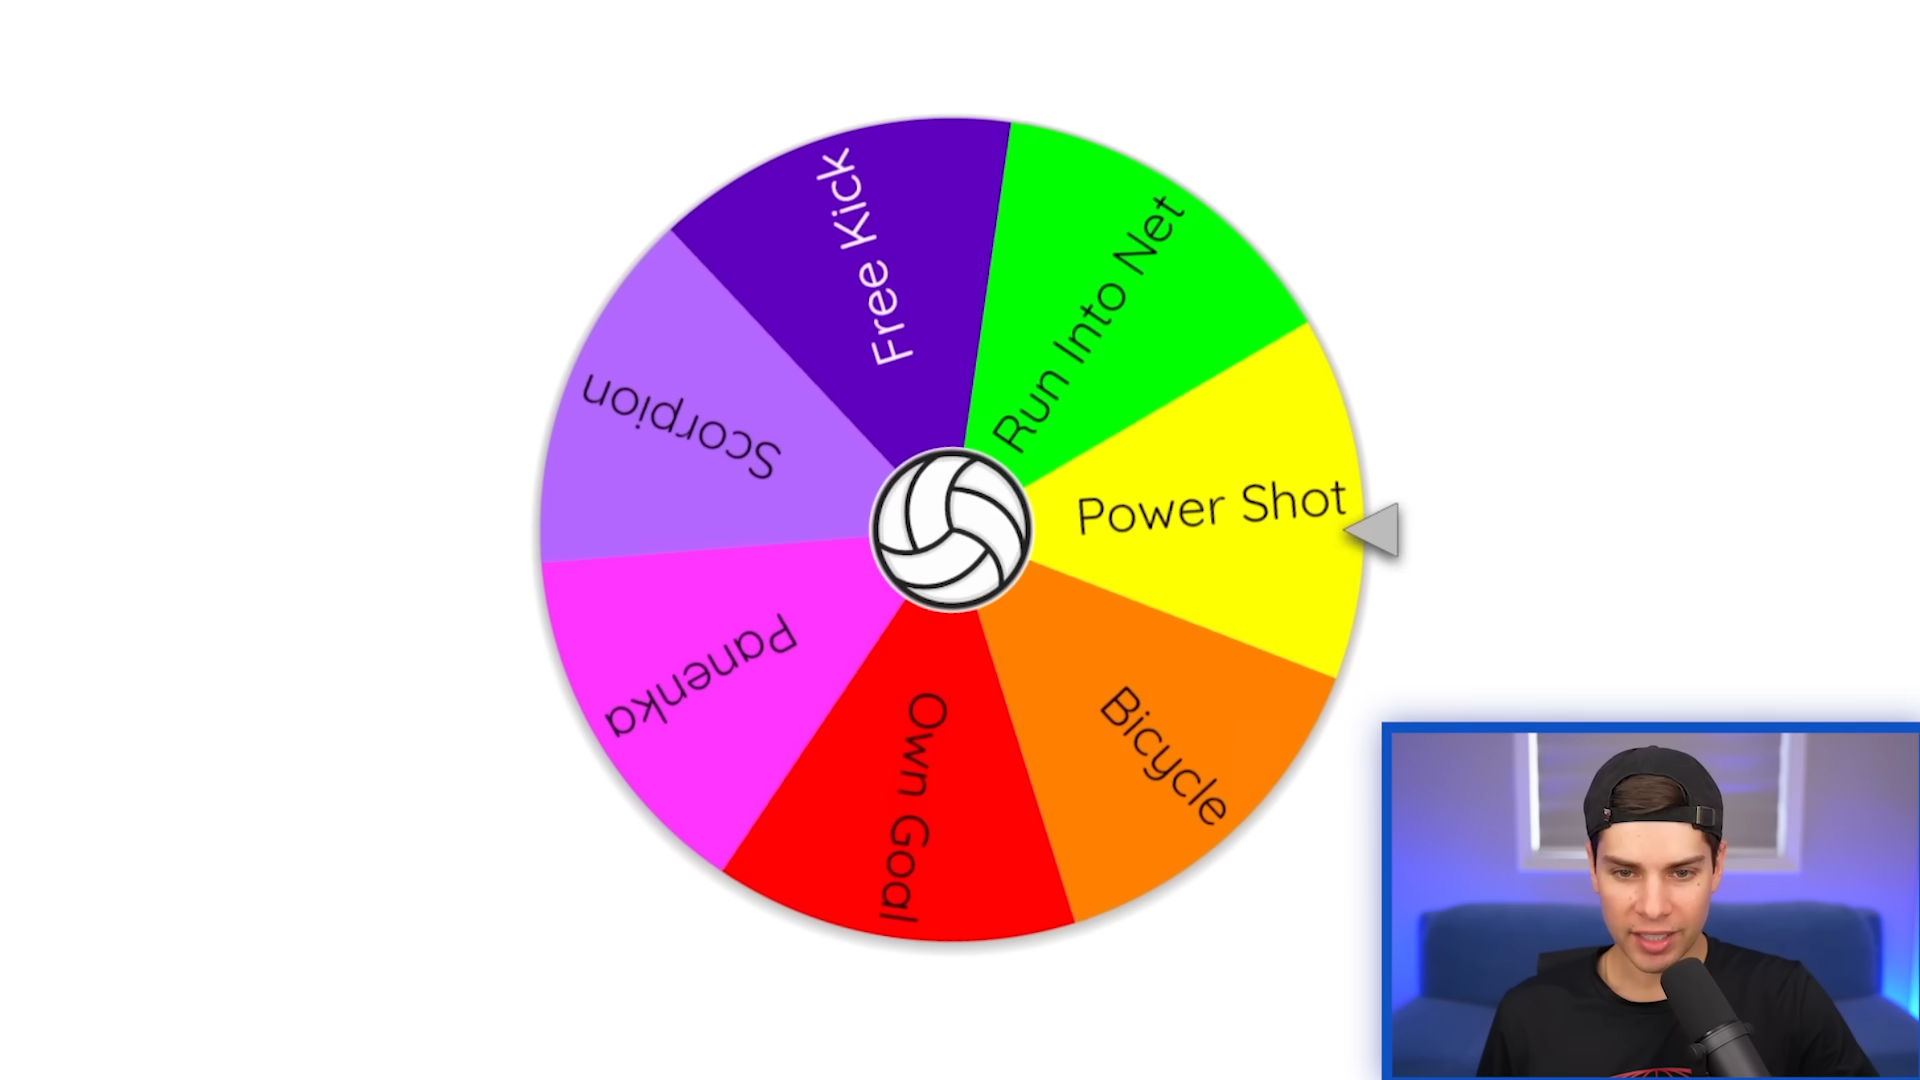 Free Kick
Run Into Net
Power Shot
Bicycle
Own Goal
Panenka
Scorpion